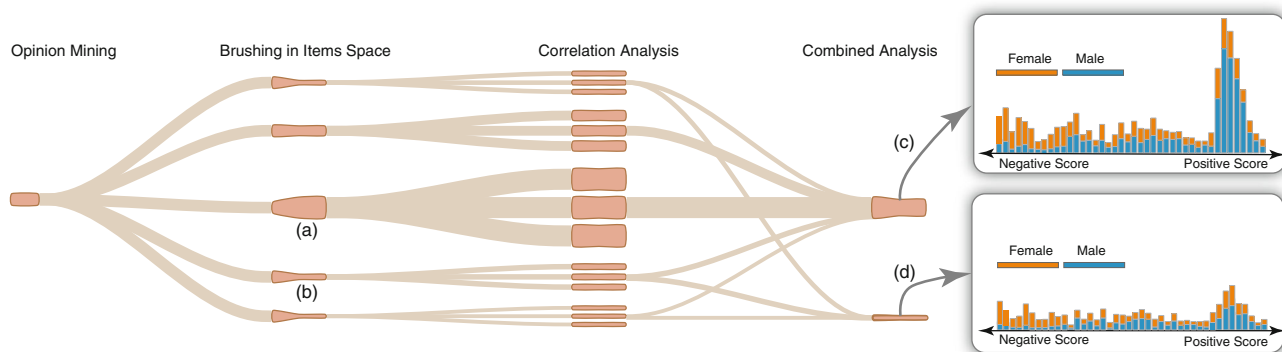 Opinion Mining
Brushing in Items Space
Correlation Analysis
Combined Analysis
(a)
(b)
(c)
(d)
Female
Male
Negative Score
Positive Score
Female
Male
Negative Score
Positive Score